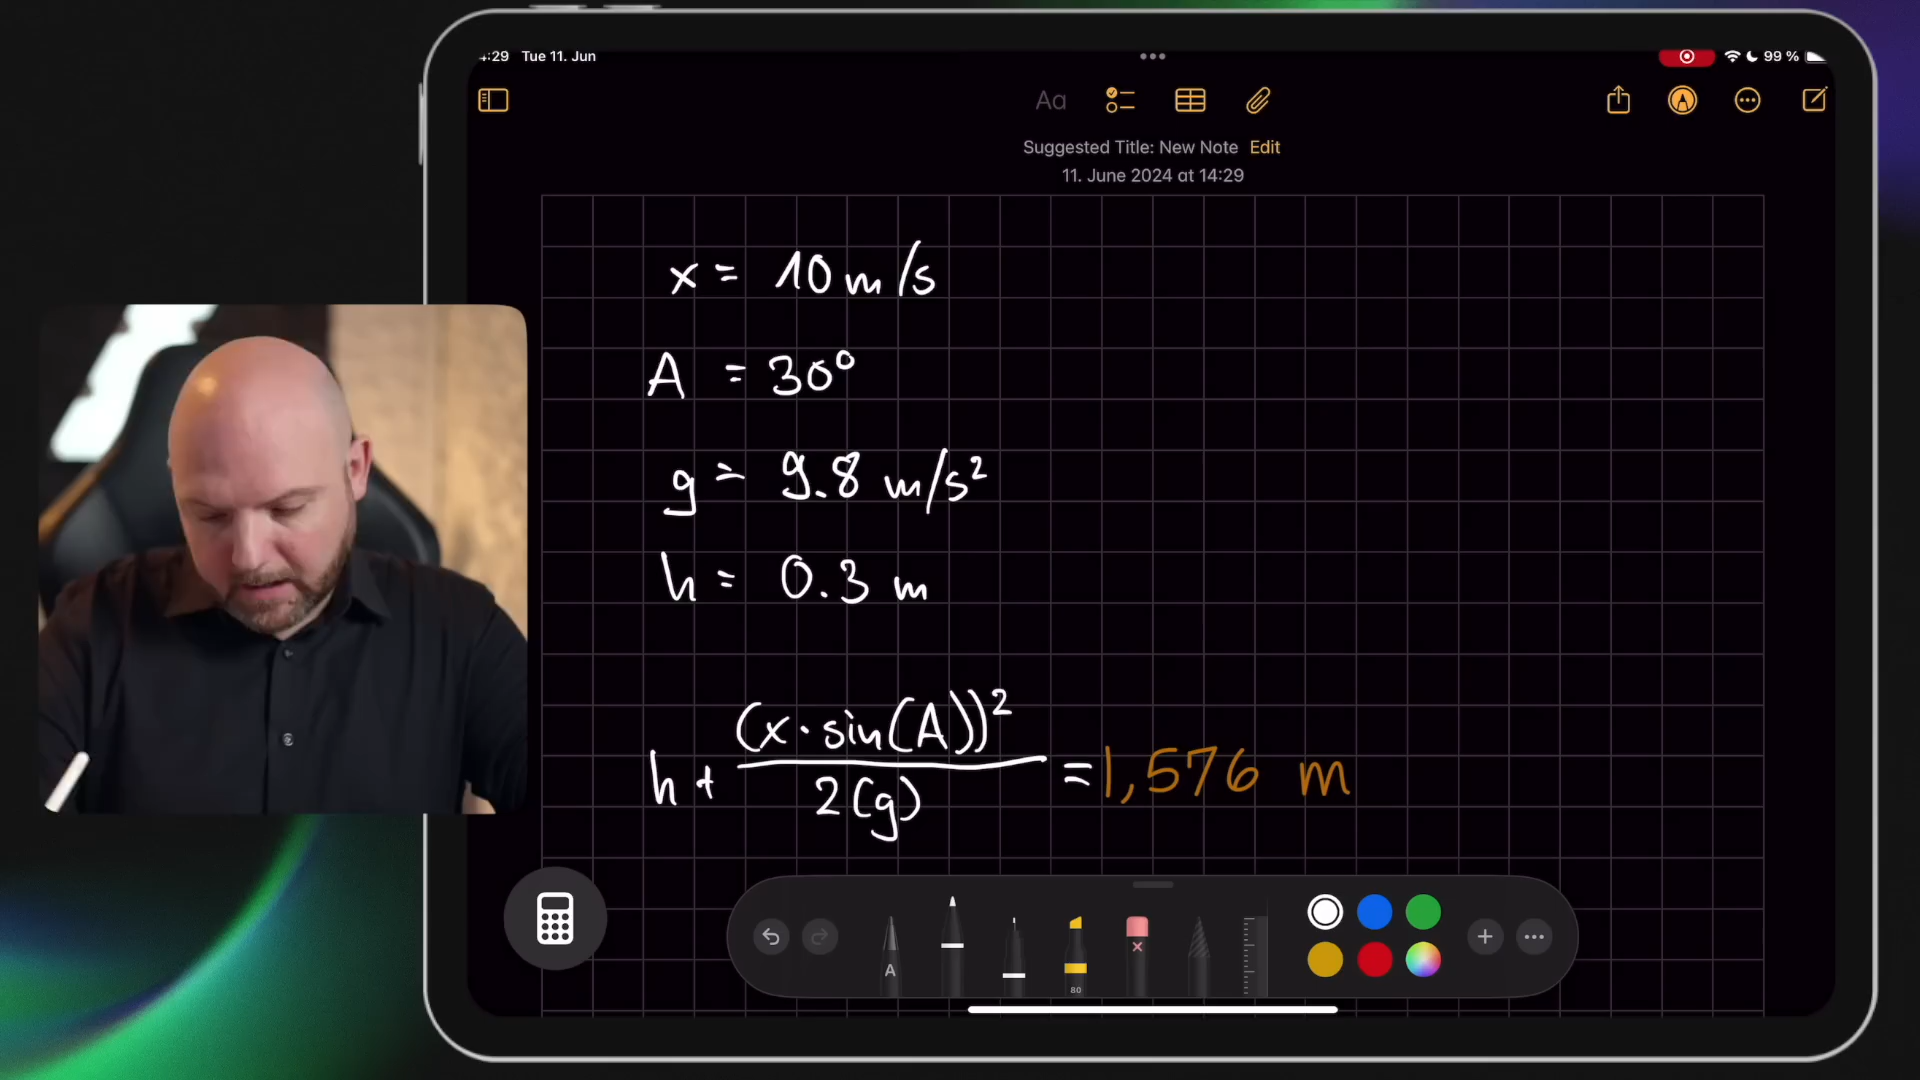 :29 Tue 11. Jun
99 %
Aa
Suggested Title: New Note Edit
11. June 2024 at 14:29
x = 10 m/s
A = 30°
g = 9.8 m/s²
h = 0.3 m
h + (x·sin(A))² / 2(g) = 1,576 m
A
80